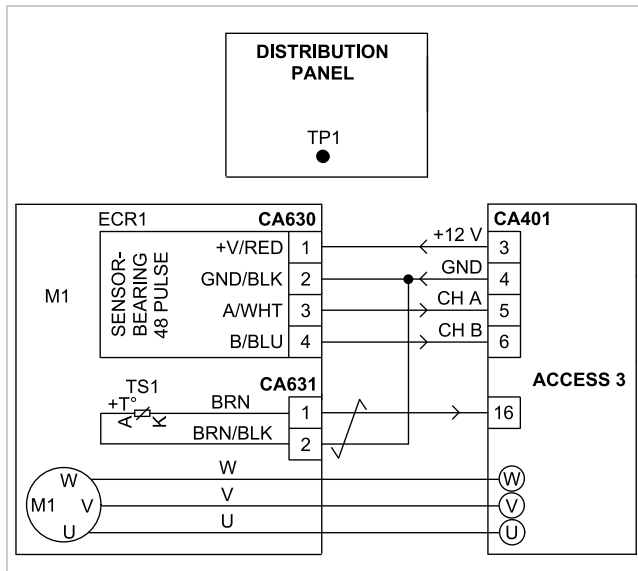 DISTRIBUTION
PANEL
TP1
ECR1
CA630
CA401
SENSOR-
BEARING
48 PULSE
+V/RED
1
+12 V
3
GND/BLK
2
GND
4
M1
A/WHT
3
CH A
5
B/BLU
4
CH B
6
CA631
ACCESS 3
TS1
+T°
A
K
BRN
1
16
BRN/BLK
2
W
W
W
M1
V
V
V
U
U
U